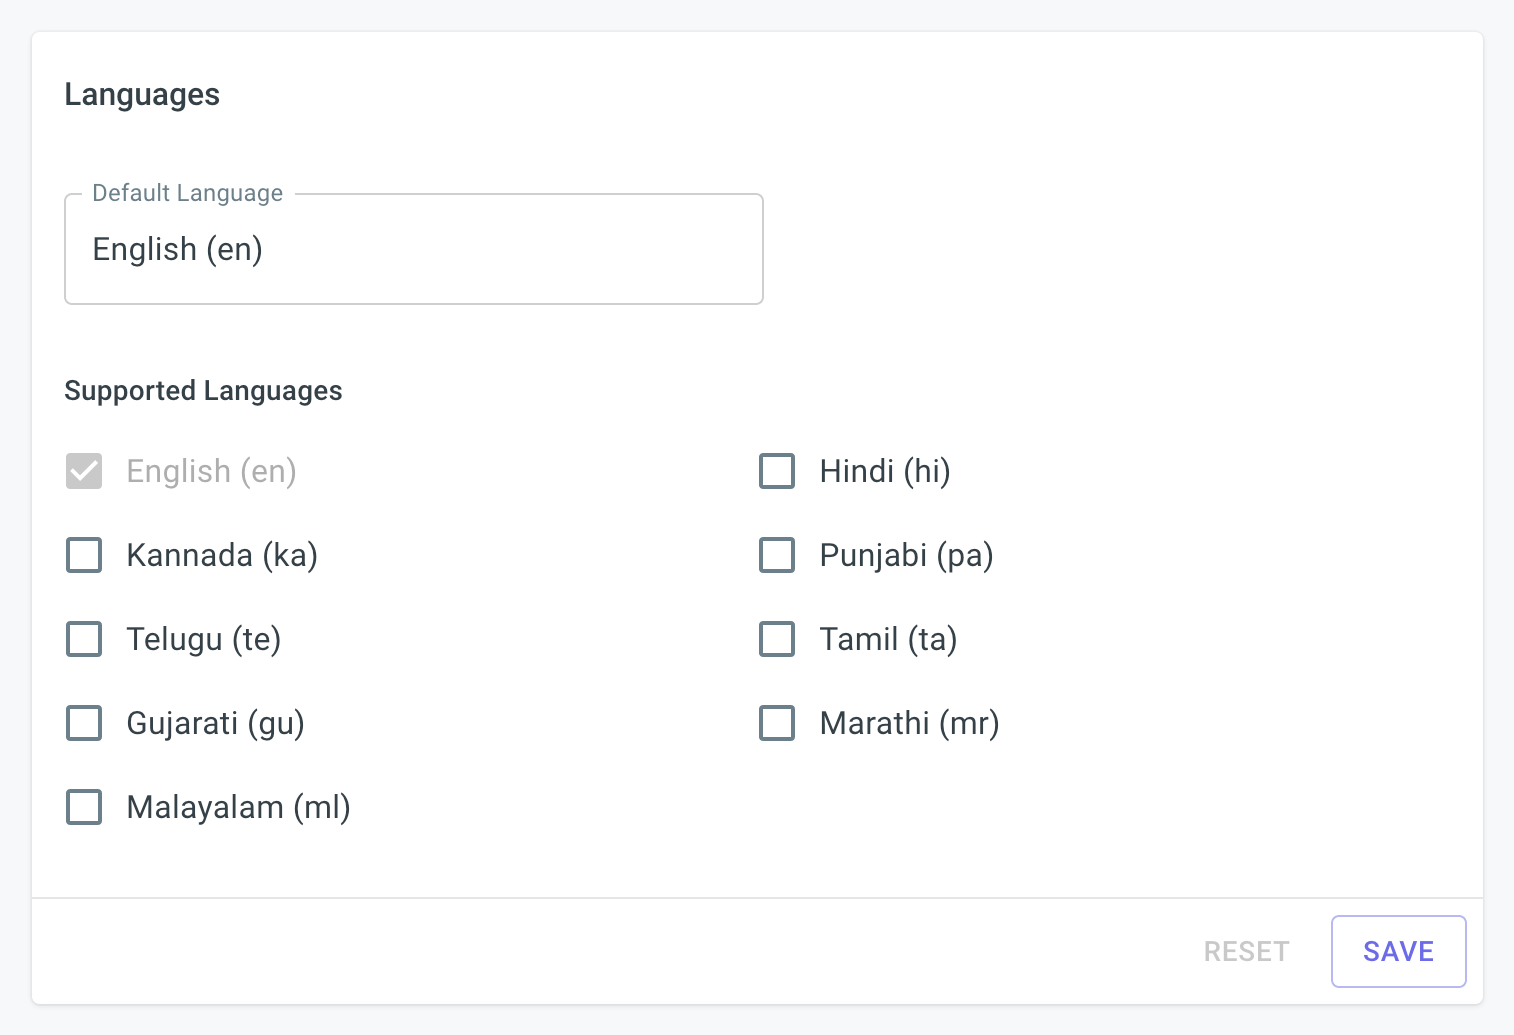 Languages
Default Language
English (en)
Supported Languages
English (en)
Hindi (hi)
Kannada (ka)
Punjabi (pa)
Telugu (te)
Tamil (ta)
Gujarati (gu)
Marathi (mr)
Malayalam (ml)
RESET
SAVE